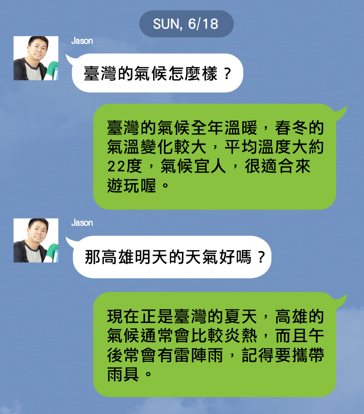 SUN, 6/18
Jason
臺灣的氣候怎麼樣？
臺灣的氣候全年溫暖，春冬的
氣溫變化較大，平均溫度大約
22度，氣候宜人，很適合來
遊玩喔。
Jason
那高雄明天的天氣好嗎？
現在正是臺灣的夏天，高雄的
氣候通常會比較炎熱，而且午
後常會有雷陣雨，記得要攜帶
雨具。